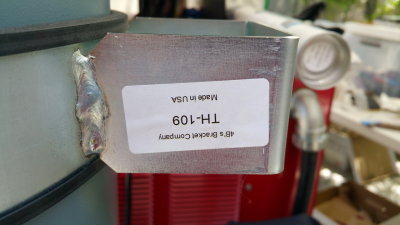 4B's Bracket Company
TH-109
Made in USA